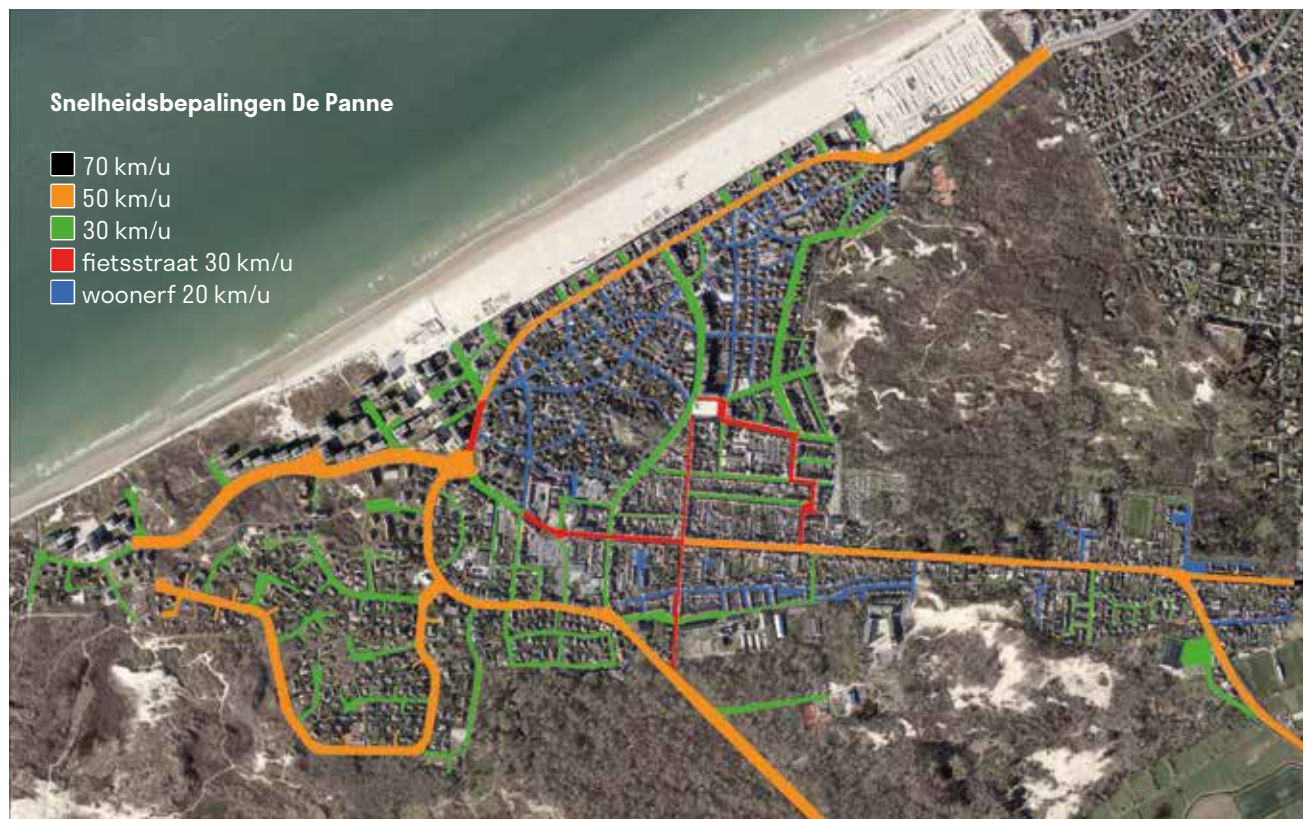 Snelheidsbepalingen De Panne
70 km/u
50 km/u
30 km/u
fietsstraat 30 km/u
woonerf 20 km/u